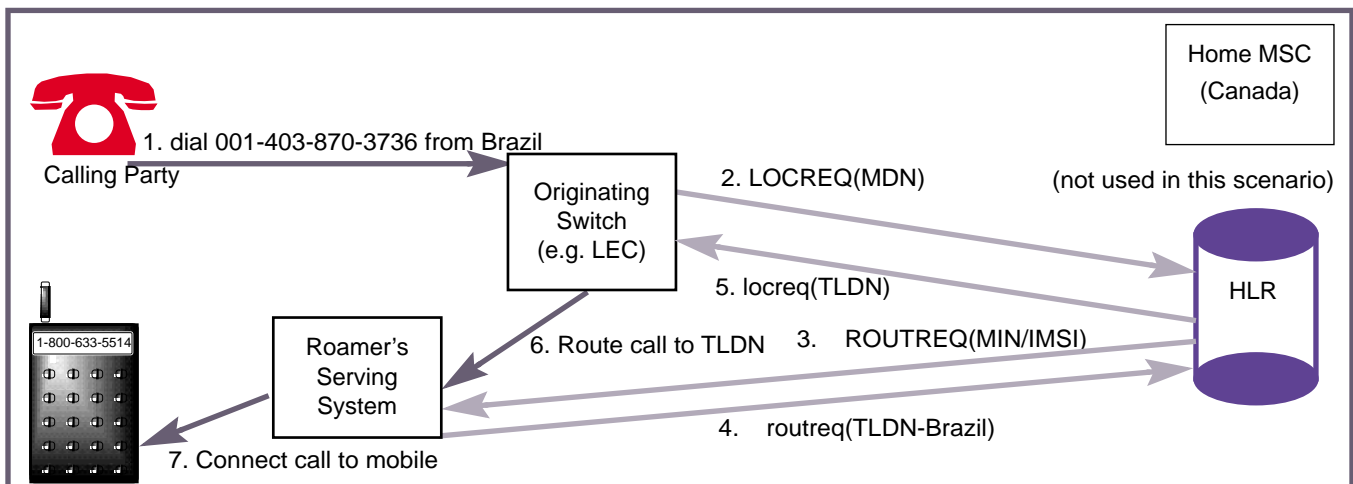 Home MSC
(Canada)
1. dial 001-403-870-3736 from Brazil
Calling Party
Originating
Switch
(e.g. LEC)
2. LOCREQ(MDN)
(not used in this scenario)
5. locreq(TLDN)
HLR
1-800-633-5514
Roamer's
Serving
System
6. Route call to TLDN
3. ROUTREQ(MIN/IMSI)
4. routreq(TLDN-Brazil)
7. Connect call to mobile